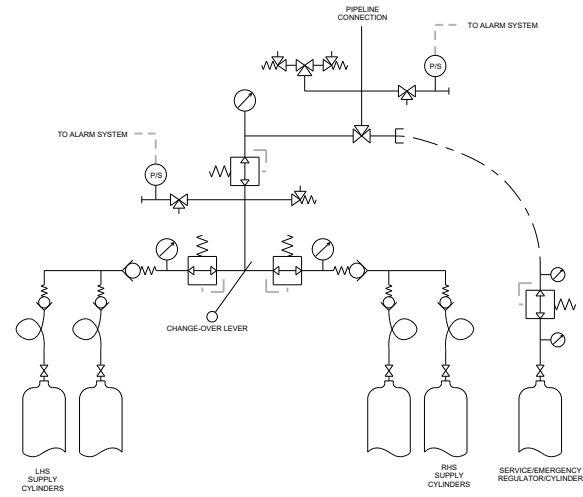 PIPELINE
CONNECTION
TO ALARM SYSTEM
P/S
TO ALARM SYSTEM
P/S
CHANGE-OVER LEVER
LHS
SUPPLY
CYLINDERS
RHS
SUPPLY
CYLINDERS
SERVICE/EMERGENCY
REGULATOR/CYLINDER